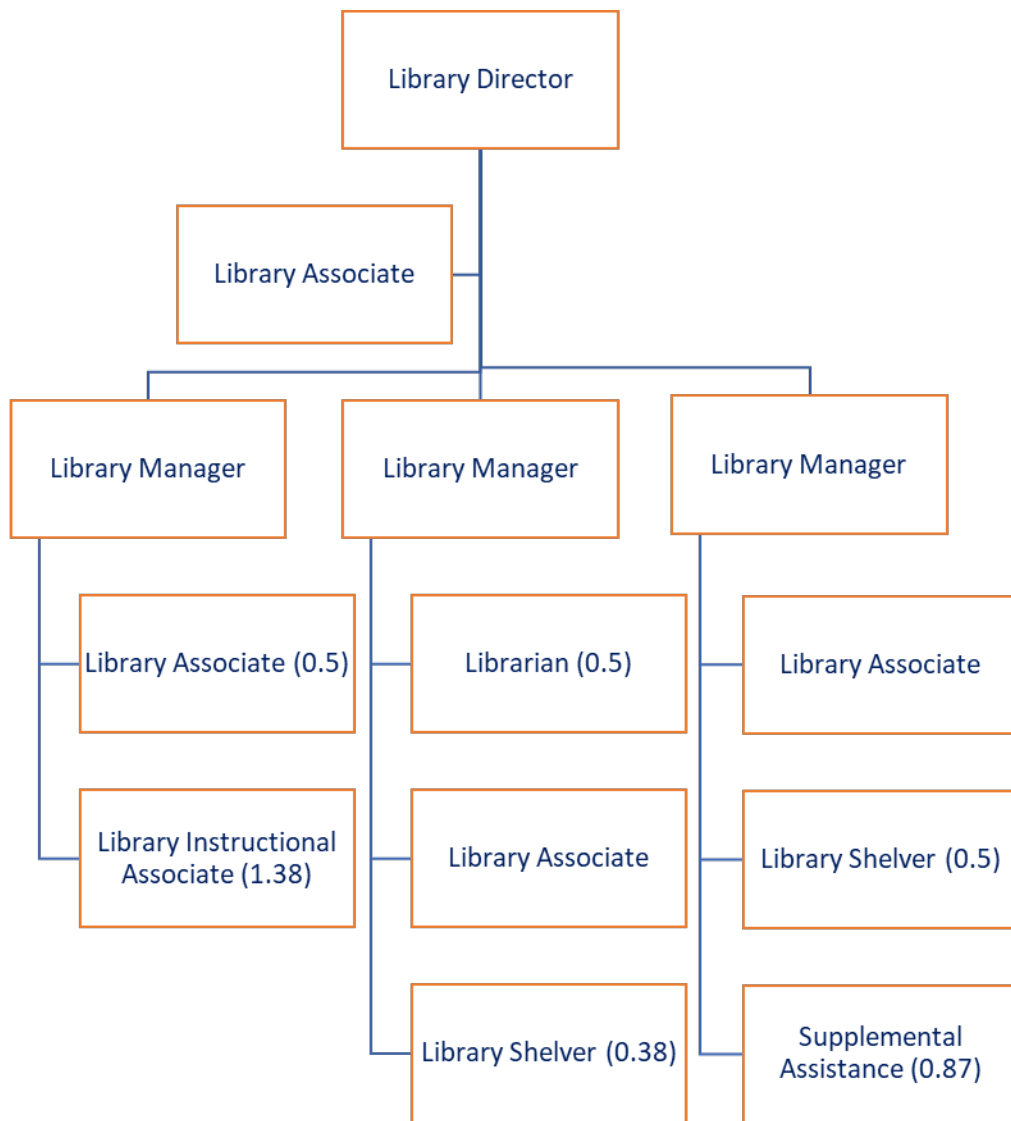 Library Director
Library Associate
Library Manager
Library Manager
Library Manager
Library Associate (0.5)
Librarian (0.5)
Library Associate
Library Instructional
Associate (1.38)
Library Associate
Library Shelver (0.5)
Library Shelver (0.38)
Supplemental
Assistance (0.87)